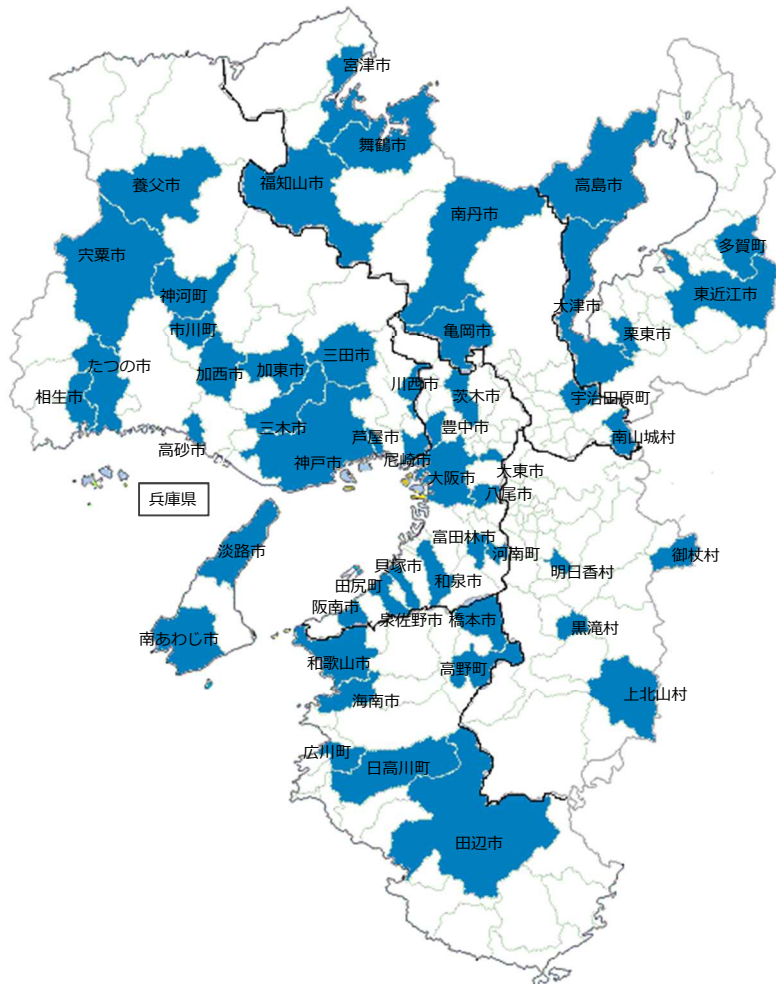 宮津市
舞鶴市
養父市
福知山市
高島市
南丹市
多賀町
宍粟市
東近江市
神河町
大津市
市川町
亀岡市
栗東市
たつの市
三田市
加西市
加東市
川西市
茨木市
相生市
宇治田原町
三木市
豊中市
芦屋市
南山城村
高砂市
神戸市
尼崎市
大阪市
大東市
八尾市
兵庫県
富田林市
河南町
御杖村
淡路市
貝塚市
明日香村
田尻町
和泉市
阪南市
泉佐野市
橋本市
黒滝村
南あわじ市
和歌山市
高野町
上北山村
海南市
広川町
日高川町
田辺市